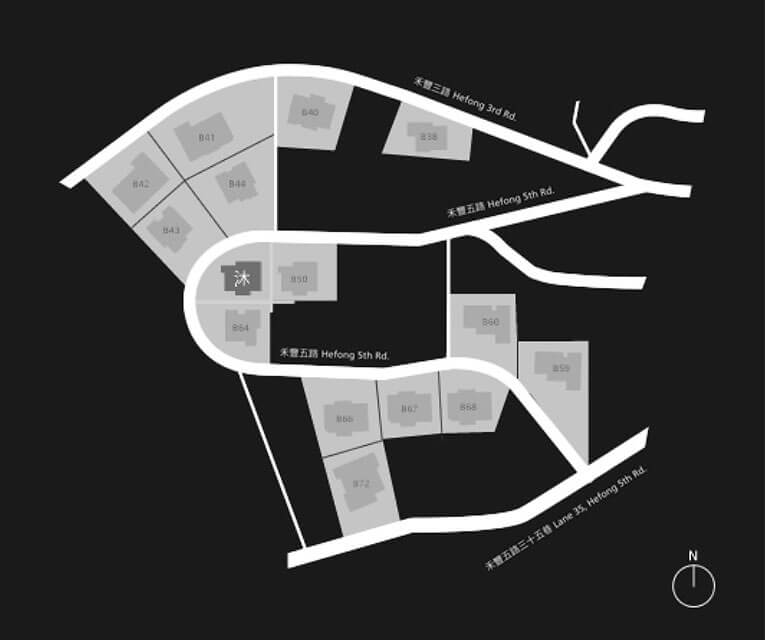 禾豐三路 Hefong 3rd Rd.
B40
B38
B41
B42
B44
禾豐五路 Hefong 5th Rd.
B43
沐
B50
B64
B60
禾豐五路 Hefong 5th Rd.
B59
B66
B67
B68
B72
禾豐五路三十五巷 Lane 35, Hefong 5th Rd.
N